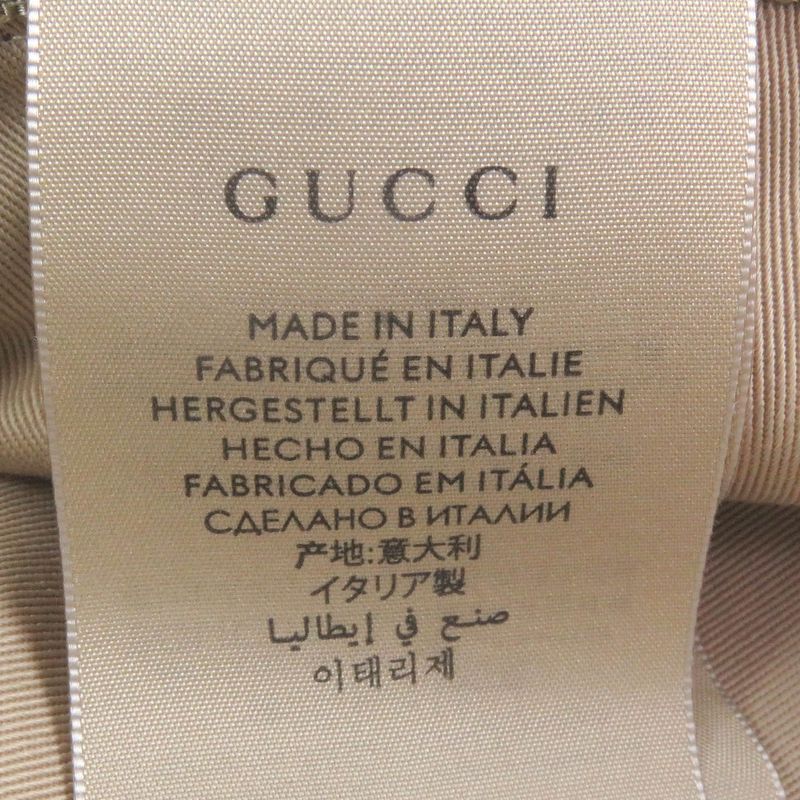 GUCCI
MADE IN ITALY
FABRIQUÉ EN ITALIE
HERGESTELLT IN ITALIEN
HECHO EN ITALIA
FABRICADO EM ITÁLIA
СДЕЛАНО В ИТАЛИИ
产地:意大利
イタリア製
صنع في إيطاليا
이태리제